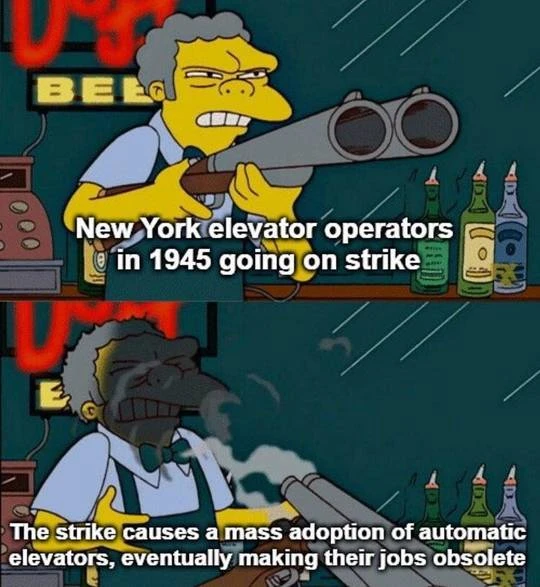 BEE
New York elevator operators
in 1945 going on strike
E
The strike causes a mass adoption of automatic
elevators, eventually making their jobs obsolete